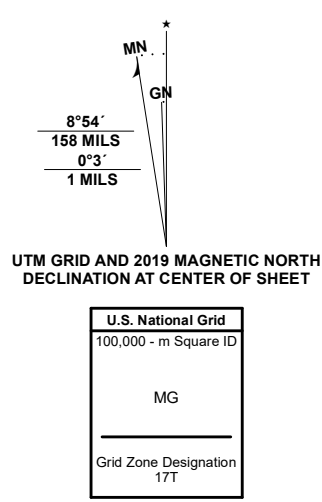 MN
GN
8°54´
158 MILS
0°3´
1 MILS
UTM GRID AND 2019 MAGNETIC NORTH
DECLINATION AT CENTER OF SHEET
U.S. National Grid
100,000 - m Square ID
MG
Grid Zone Designation
17T